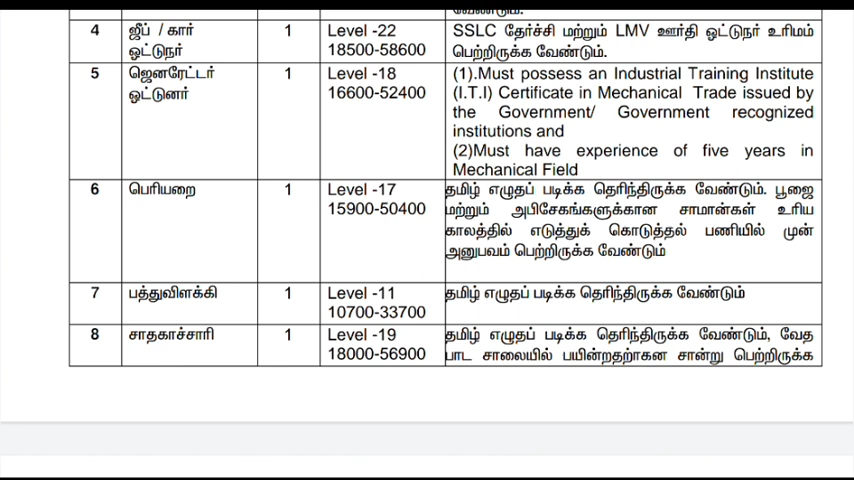 வேண்டும்.
4 ஜீப் / கார் 1 Level -22 SSLC தேர்ச்சி மற்றும் LMV ஊர்தி ஓட்டுநர் உரிமம்
ஓட்டுநர் 18500-58600 பெற்றிருக்க வேண்டும்.
5 ஜெனரேட்டர் 1 Level -18 (1).Must possess an Industrial Training Institute
ஓட்டுனர் 16600-52400 (I.T.I) Certificate in Mechanical Trade issued by
the Government/ Government recognized
institutions and
(2)Must have experience of five years in
Mechanical Field
6 பெரியறை 1 Level -17 தமிழ் எழுதப் படிக்க தெரிந்திருக்க வேண்டும். பூஜை
15900-50400 மற்றும் அபிசேகங்களுக்கான சாமான்கள் உரிய
காலத்தில் எடுத்துக் கொடுத்தல் பணியில் முன்
அனுபவம் பெற்றிருக்க வேண்டும்
7 பத்துவிளக்கி 1 Level -11 தமிழ் எழுதப் படிக்க தெரிந்திருக்க வேண்டும்
10700-33700
8 சாதகாச்சாரி 1 Level -19 தமிழ் எழுதப் படிக்க தெரிந்திருக்க வேண்டும், வேத
18000-56900 பாட சாலையில் பயின்றதற்ாகன சான்று பெற்றிருக்க